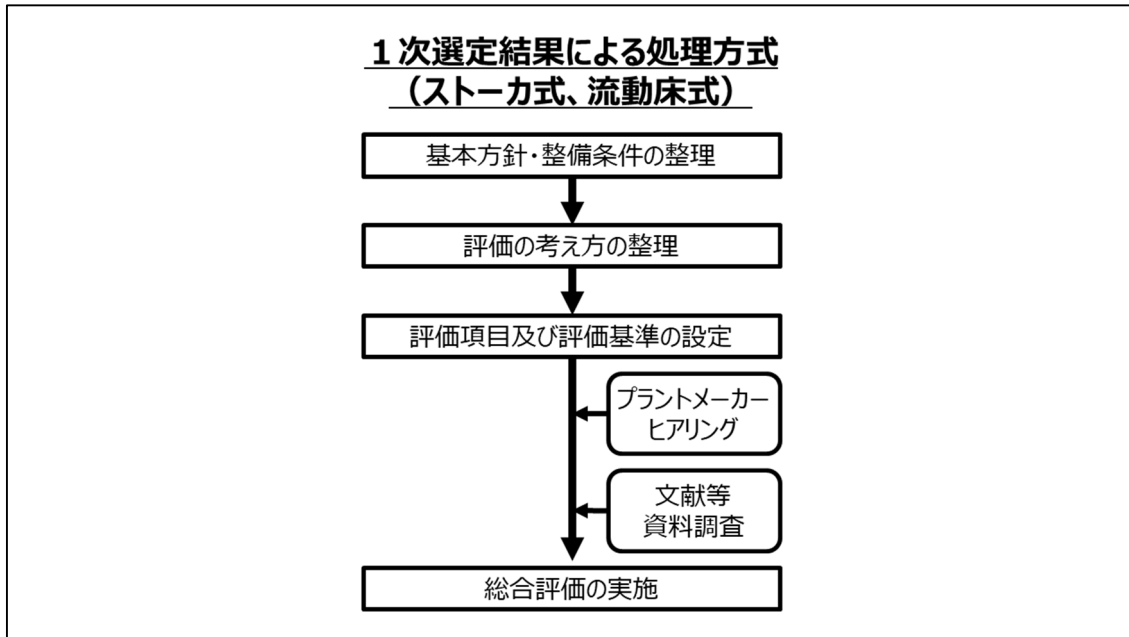 １次選定結果による処理方式
（ストーカ式、流動床式）
基本方針・整備条件の整理
評価の考え方の整理
評価項目及び評価基準の設定
プラントメーカー
ヒアリング
文献等
資料調査
総合評価の実施